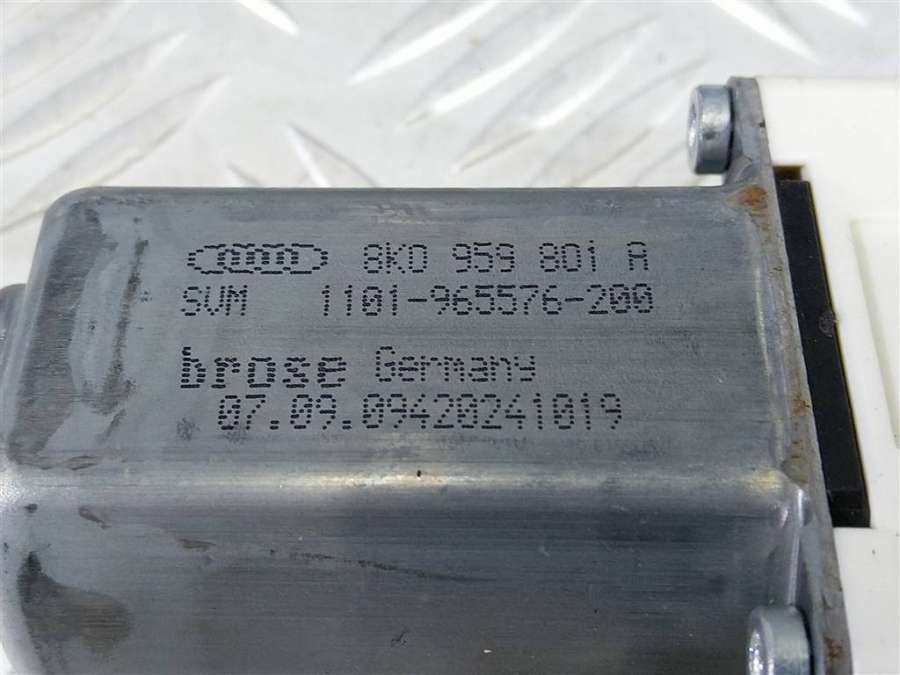 8K0 959 801 A
SVM 1101-965576-200
brose Germany
07.09.09420241019